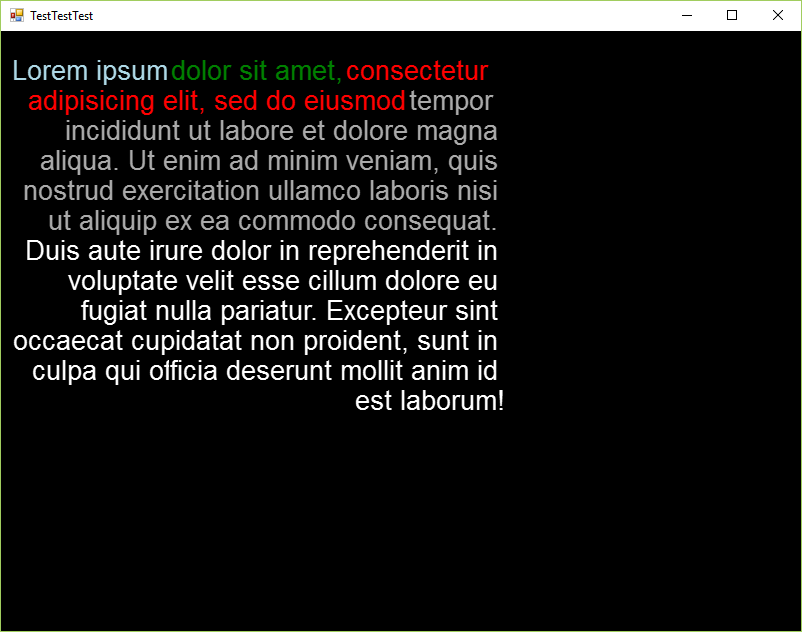 TestTestTest
Lorem ipsum dolor sit amet, consectetur
adipisicing elit, sed do eiusmod tempor
incididunt ut labore et dolore magna
aliqua. Ut enim ad minim veniam, quis
nostrud exercitation ullamco laboris nisi
ut aliquip ex ea commodo consequat.
Duis aute irure dolor in reprehenderit in
voluptate velit esse cillum dolore eu
fugiat nulla pariatur. Excepteur sint
occaecat cupidatat non proident, sunt in
culpa qui officia deserunt mollit anim id
est laborum!